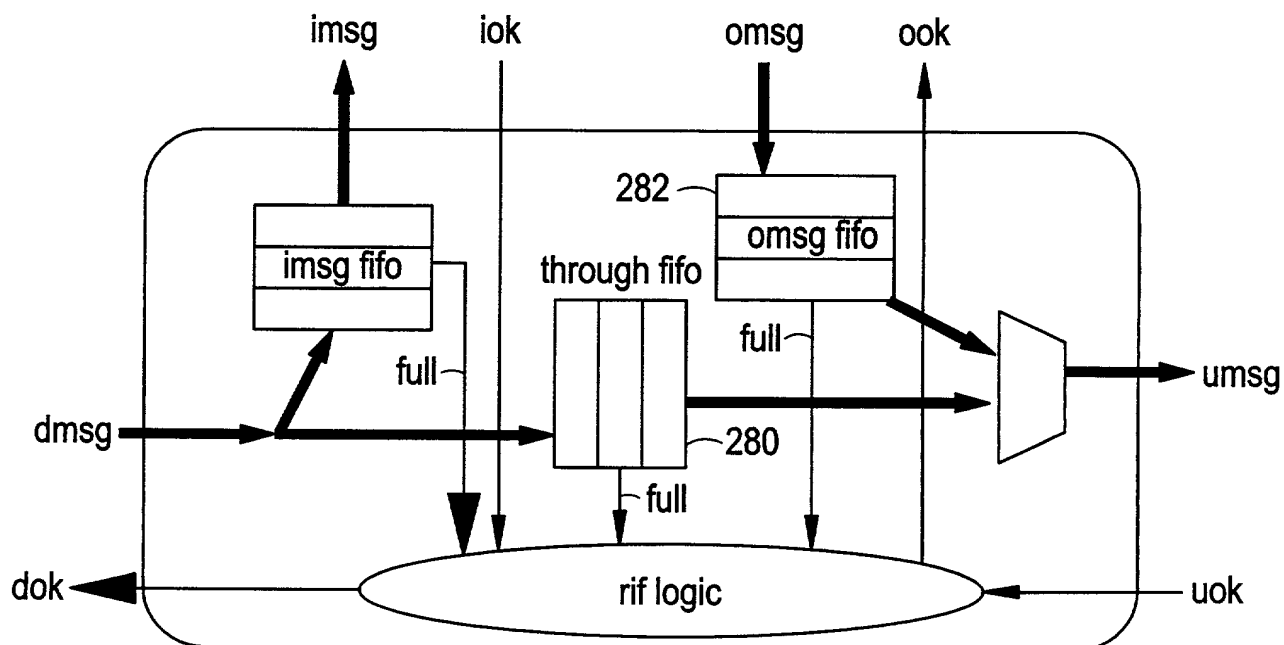 imsg iok omsg ook
282
imsg fifo
omsg fifo
through fifo
full
full
umsg
dmsg
280
full
dok
rif logic
uok